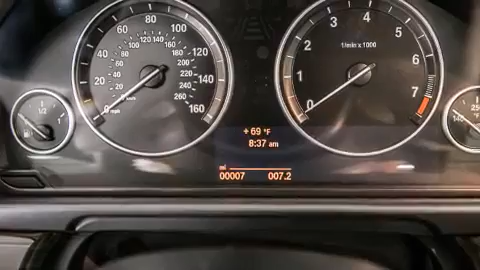 80
60 100
40 120
20 140
0 mph 160
20 40 60 80 100 120 140 160 180 200 220 240 260
km/h
1/2
0 1 2 3 4 5 6 7
1/min x 1000
+69 °F
8:37 am
mi
00007 007.2